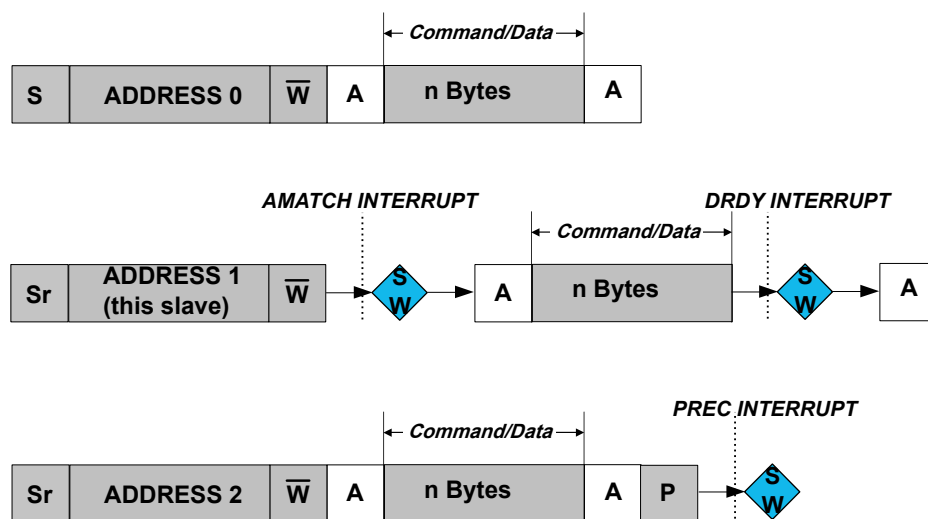 Command/Data
S ADDRESS 0 W A n Bytes A
AMATCH INTERRUPT DRDY INTERRUPT
Command/Data
Sr ADDRESS 1 (this slave) W S W A n Bytes S W A
PREC INTERRUPT
Command/Data
Sr ADDRESS 2 W A n Bytes A P S W